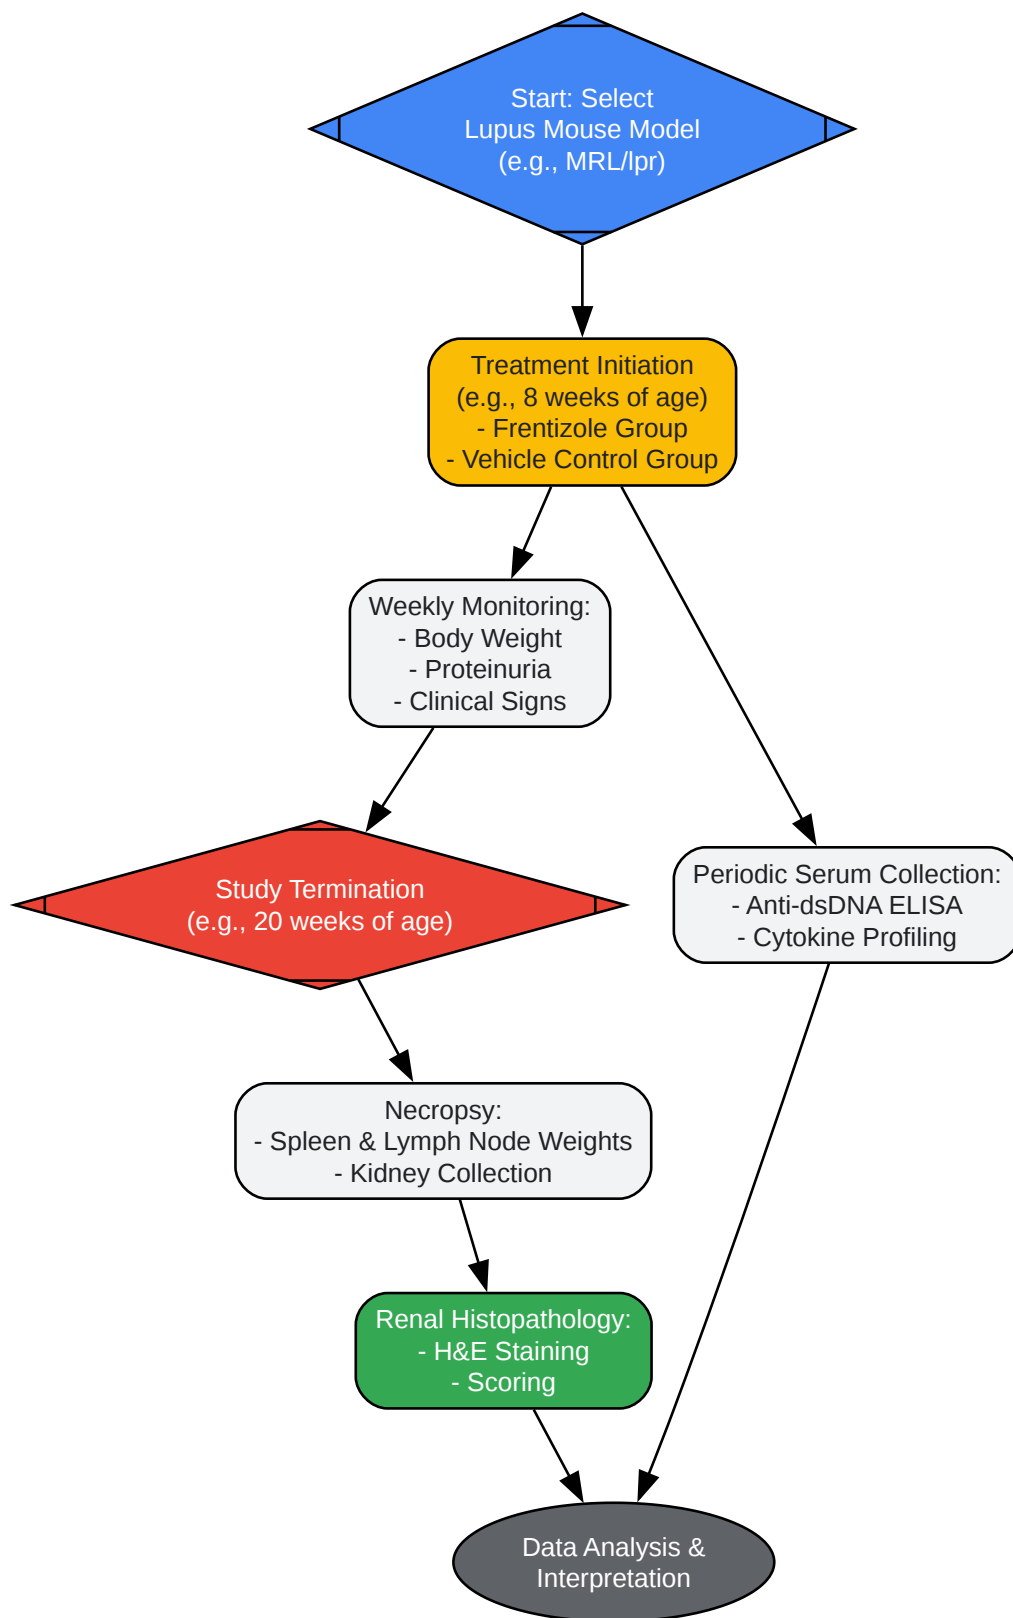 Start: Select
Lupus Mouse Model
(e.g., MRL/lpr)
Treatment Initiation
(e.g., 8 weeks of age)
- Frentizole Group
- Vehicle Control Group
Weekly Monitoring:
- Body Weight
- Proteinuria
- Clinical Signs
Study Termination
(e.g., 20 weeks of age)
Periodic Serum Collection:
- Anti-dsDNA ELISA
- Cytokine Profiling
Necropsy:
- Spleen & Lymph Node Weights
- Kidney Collection
Renal Histopathology:
- H&E Staining
- Scoring
Data Analysis &
Interpretation